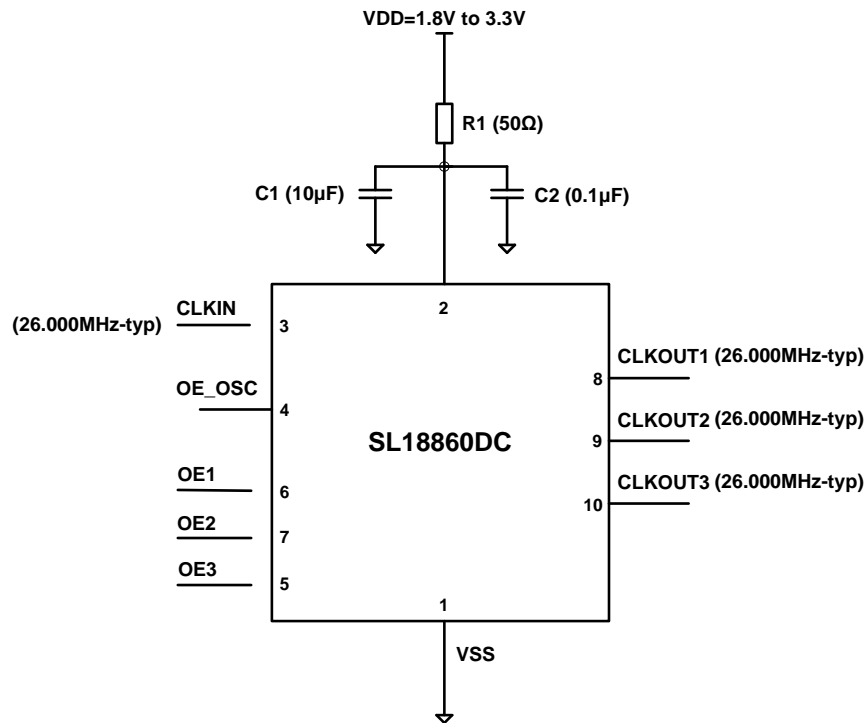 VDD=1.8V to 3.3V
R1 (50Ω)
C1 (10µF)
C2 (0.1µF)
2
CLKIN
(26.000MHz-typ)
3
CLKOUT1 (26.000MHz-typ)
8
OE_OSC
4
CLKOUT2 (26.000MHz-typ)
9
SL18860DC
OE1
6
CLKOUT3 (26.000MHz-typ)
10
OE2
7
OE3
5
1
VSS